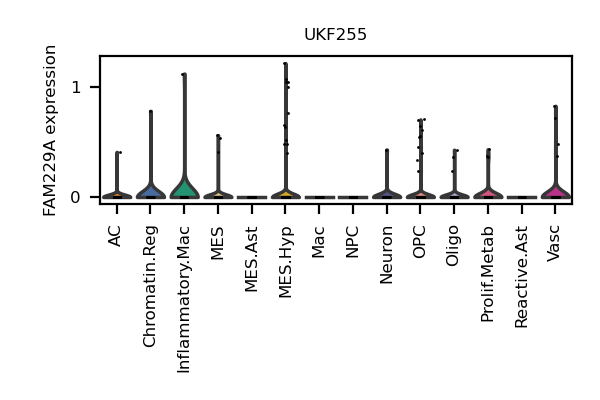 UKF255
FAM229A expression
1
0
AC
Chromatin.Reg
Inflammatory.Mac
MES
MES.Ast
MES.Hyp
Mac
NPC
Neuron
OPC
Oligo
Prolif.Metab
Reactive.Ast
Vasc